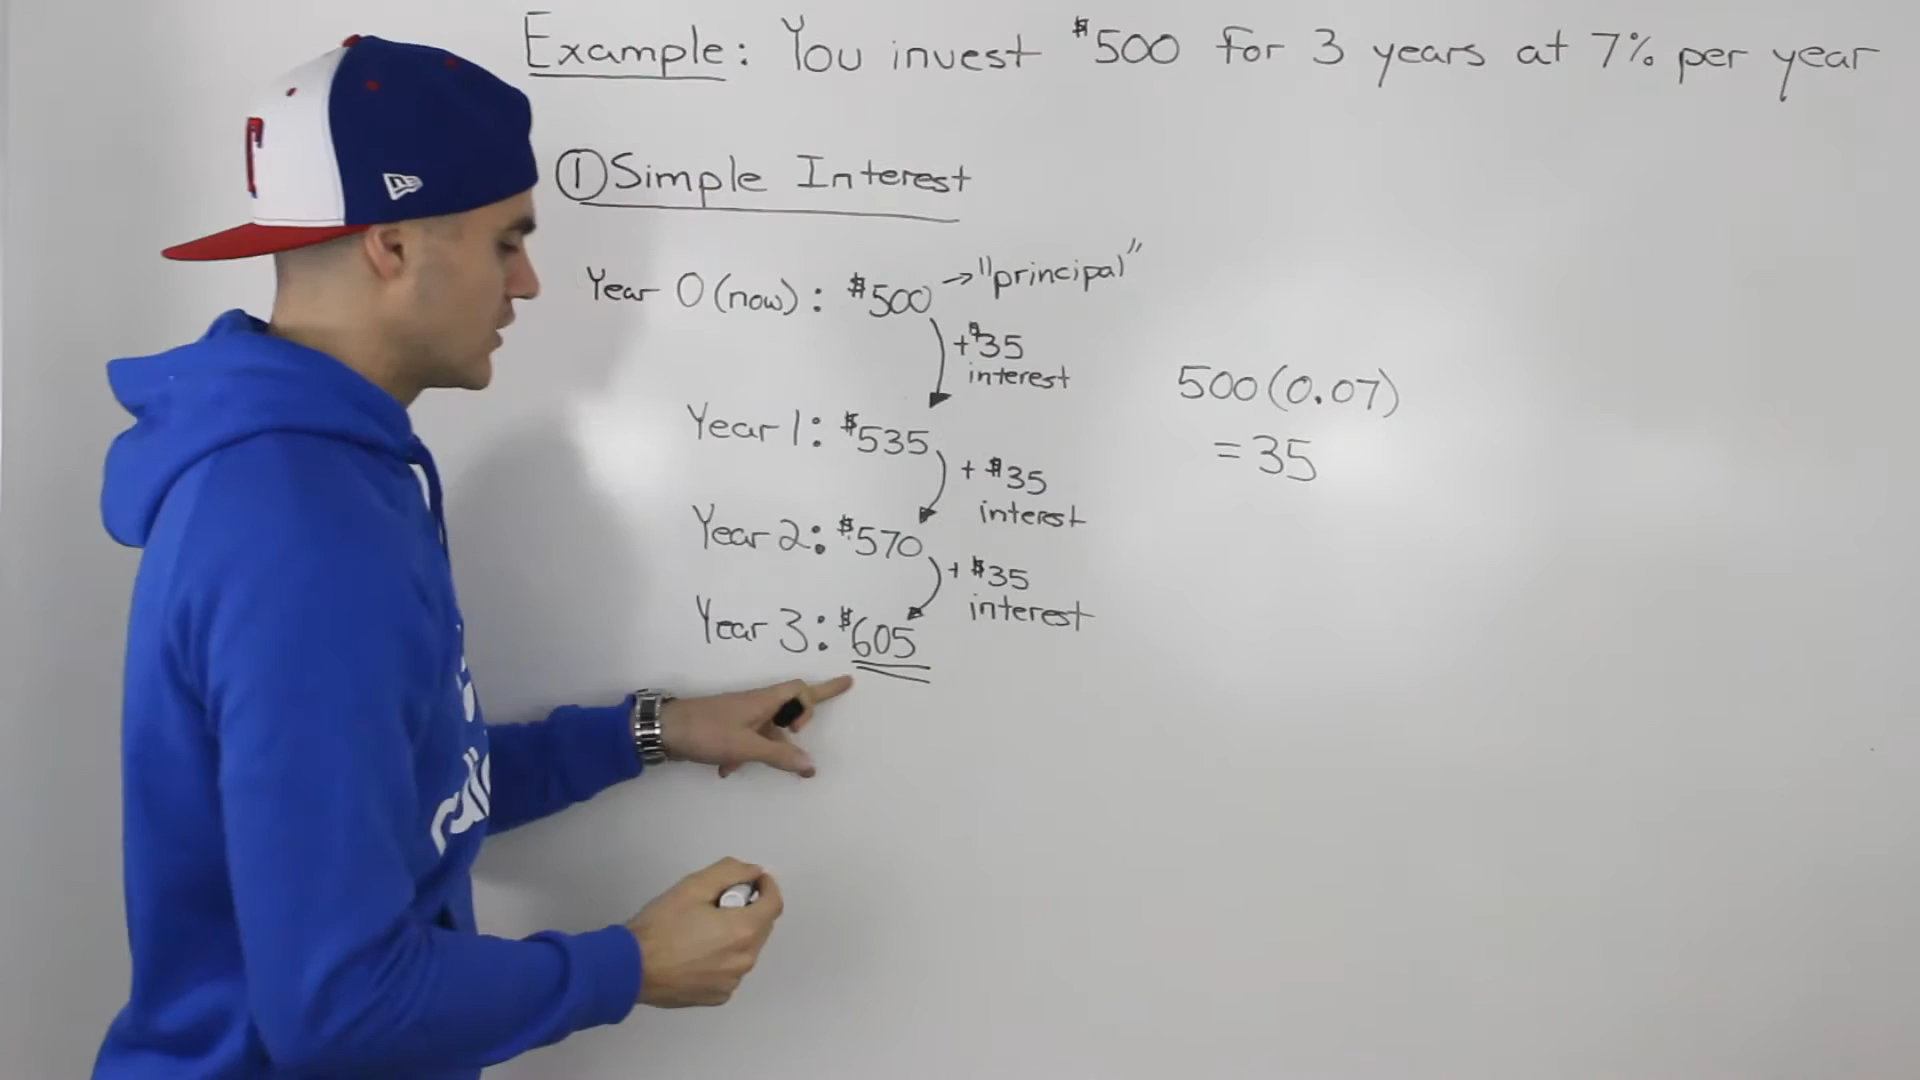 Example: You invest $500 for 3 years at 7% per year
① Simple Interest
Year 0 (now): $500 → "principal"
+$35
interest
500(0.07)
= 35
Year 1: $535
+ $35
interest
Year 2: $570
+ $35
interest
Year 3: $605